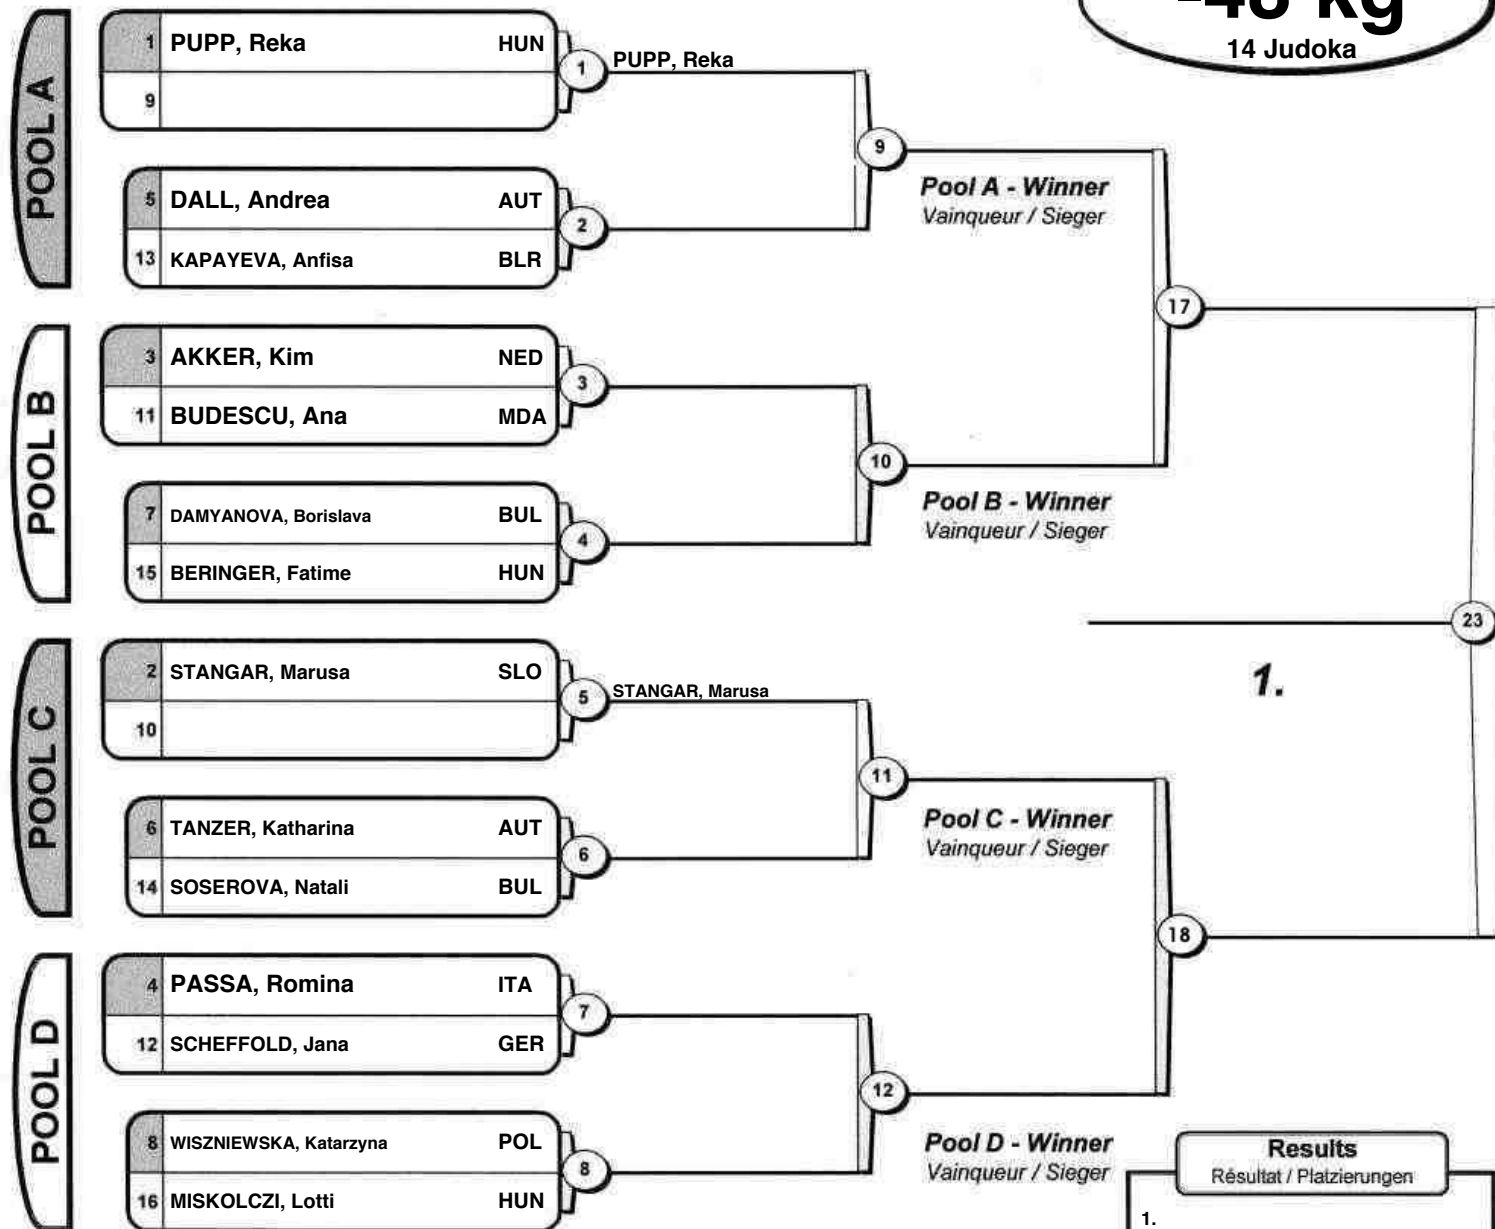 -48 kg
14 Judoka
POOL A
1 PUPP, Reka HUN
9
1 PUPP, Reka
5 DALL, Andrea AUT
13 KAPAYEVA, Anfisa BLR
2
9
Pool A - Winner
Vainqueur / Sieger
POOL B
3 AKKER, Kim NED
11 BUDESCU, Ana MDA
3
7 DAMYANOVA, Borislava BUL
15 BERINGER, Fatime HUN
4
10
Pool B - Winner
Vainqueur / Sieger
17
POOL C
2 STANGAR, Marusa SLO
10
5 STANGAR, Marusa
6 TANZER, Katharina AUT
14 SOSEROVA, Natali BUL
6
11
Pool C - Winner
Vainqueur / Sieger
POOL D
4 PASSA, Romina ITA
12 SCHEFFOLD, Jana GER
7
8 WISZNIEWSKA, Katarzyna POL
16 MISKOLCZI, Lotti HUN
8
12
Pool D - Winner
Vainqueur / Sieger
18
23
1.
Results
Résultat / Platzierungen
1.